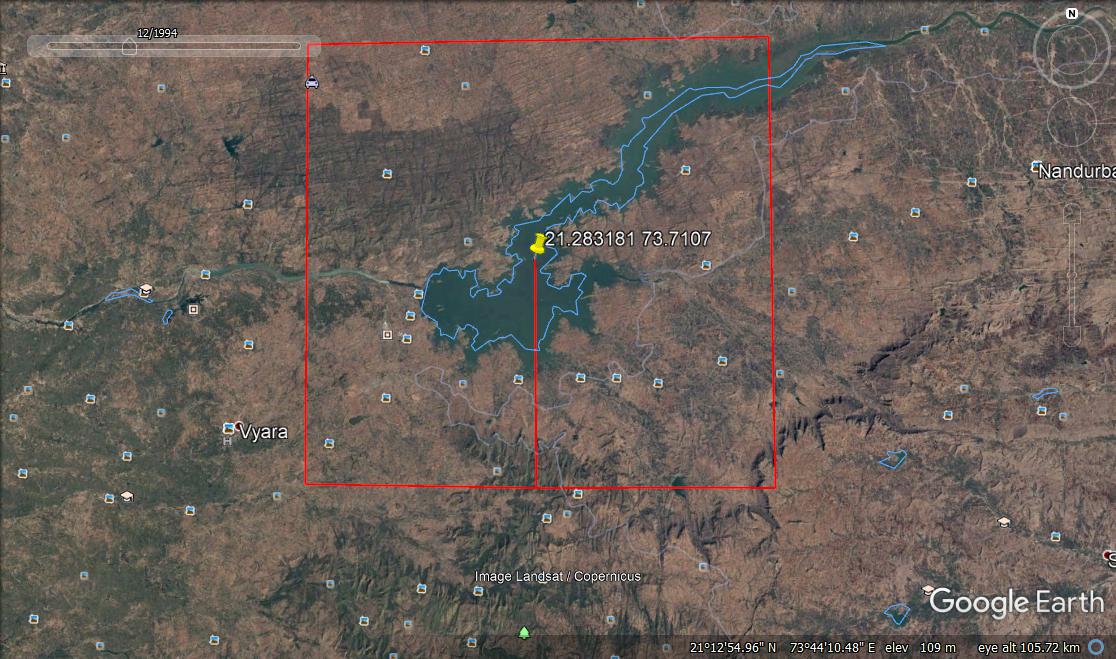 12/1994
N
Nandurba
21.283181 73.7107
Vyara
H
S
Image Landsat / Copernicus
Google Earth
21°12'54.96" N 73°44'10.48" E elev 109 m eye alt 105.72 km